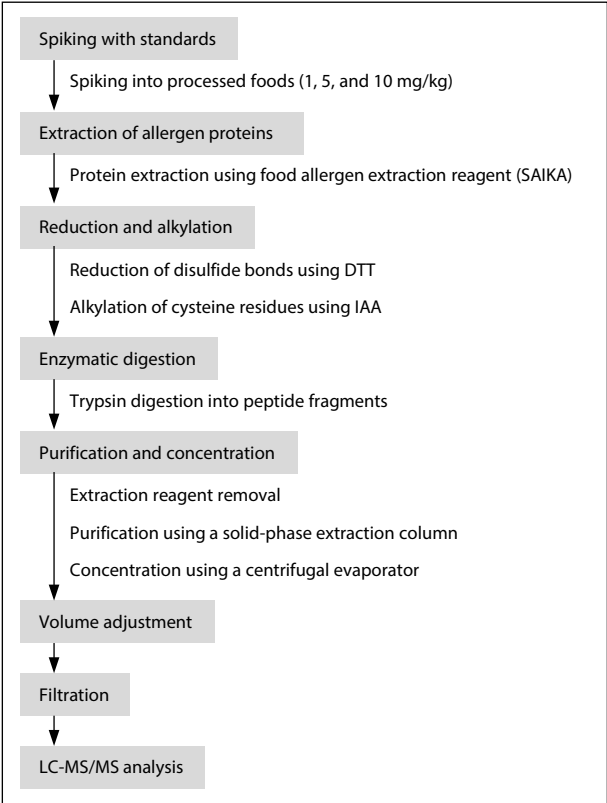 Spiking with standards
Spiking into processed foods (1, 5, and 10 mg/kg)
Extraction of allergen proteins
Protein extraction using food allergen extraction reagent (SAIKA)
Reduction and alkylation
Reduction of disulfide bonds using DTT
Alkylation of cysteine residues using IAA
Enzymatic digestion
Trypsin digestion into peptide fragments
Purification and concentration
Extraction reagent removal
Purification using a solid-phase extraction column
Concentration using a centrifugal evaporator
Volume adjustment
Filtration
LC-MS/MS analysis